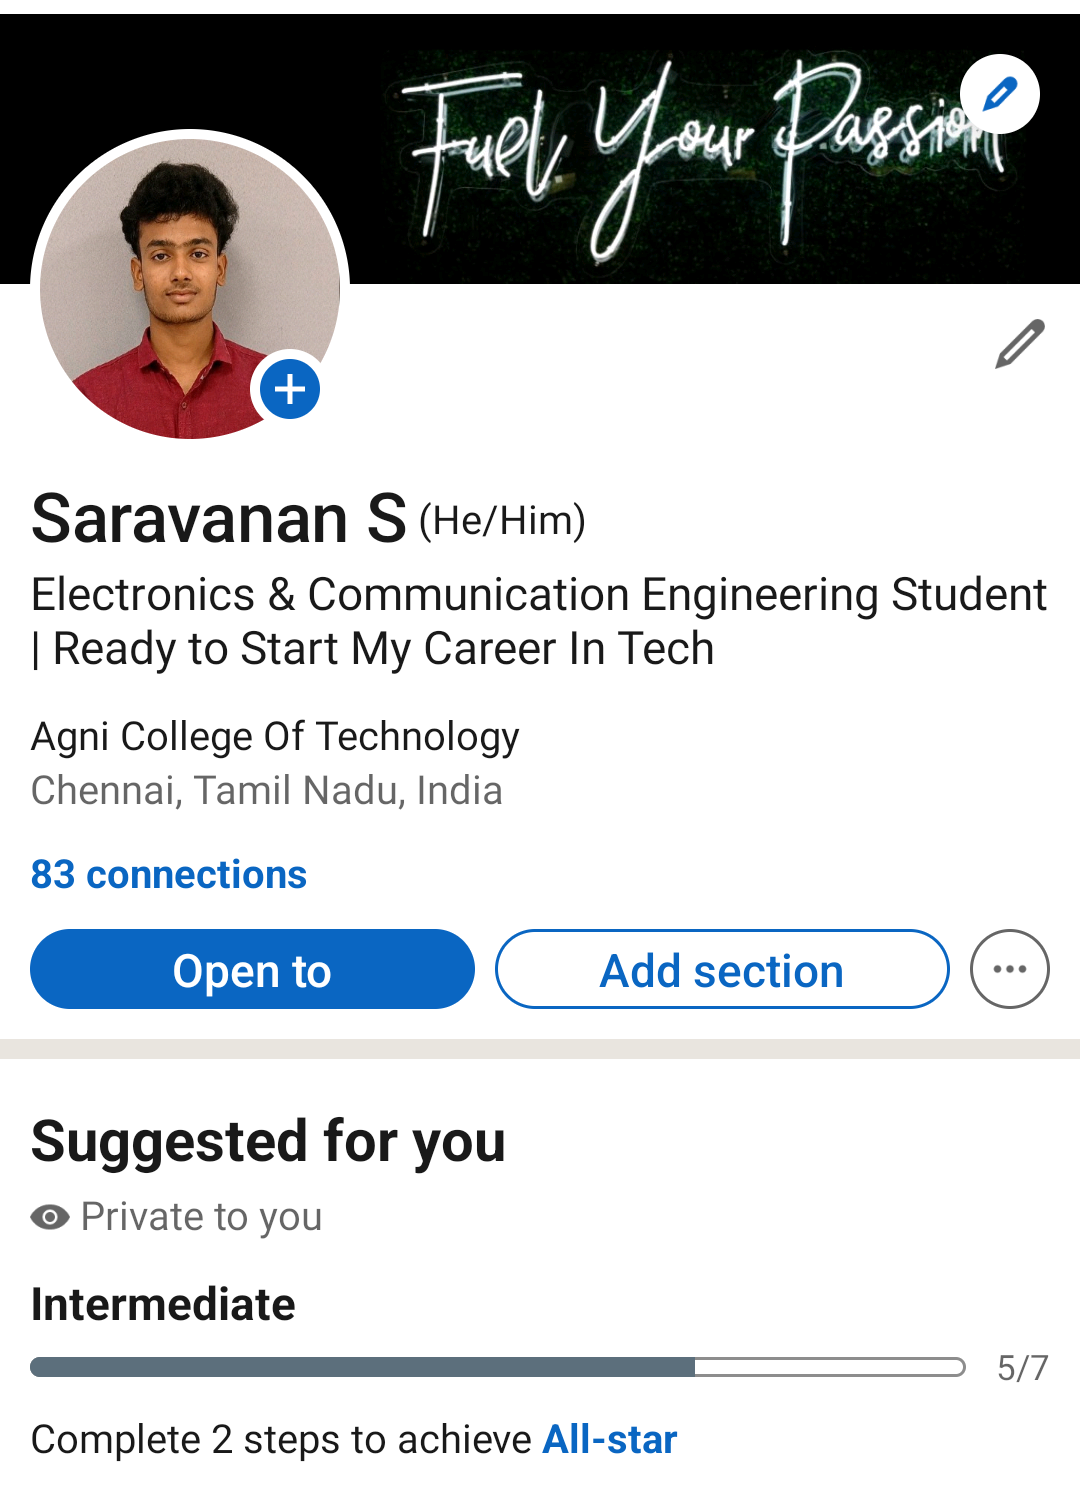 Fuel Your Passion
Saravanan S (He/Him)
Electronics & Communication Engineering Student
| Ready to Start My Career In Tech
Agni College Of Technology
Chennai, Tamil Nadu, India
83 connections
Open to
Add section
Suggested for you
Private to you
Intermediate
5/7
Complete 2 steps to achieve All-star